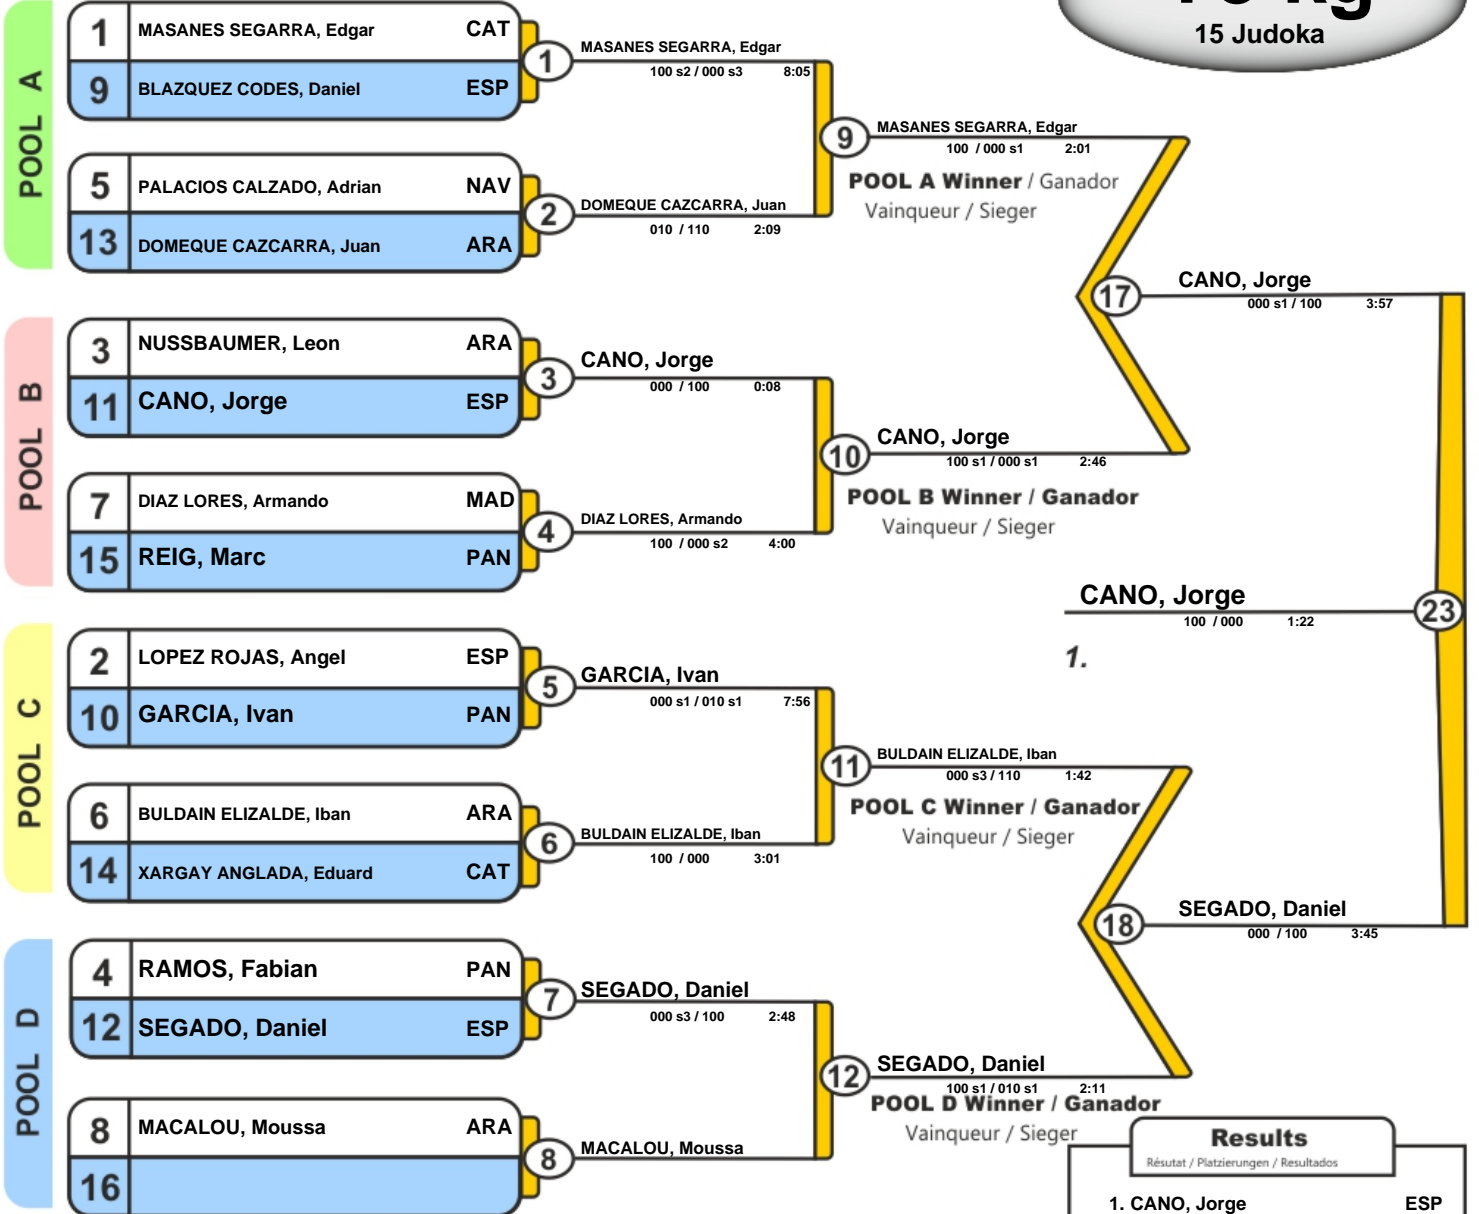 15 Judoka
POOL A
1 MASANES SEGARRA, Edgar CAT
9 BLAZQUEZ CODES, Daniel ESP
1
MASANES SEGARRA, Edgar
100 s2 / 000 s3 8:05
5 PALACIOS CALZADO, Adrian NAV
13 DOMEQUE CAZCARRA, Juan ARA
2
DOMEQUE CAZCARRA, Juan
010 / 110 2:09
9
MASANES SEGARRA, Edgar
100 / 000 s1 2:01
POOL A Winner / Ganador
Vainqueur / Sieger
POOL B
3 NUSSBAUMER, Leon ARA
11 CANO, Jorge ESP
3
CANO, Jorge
000 / 100 0:08
7 DIAZ LORES, Armando MAD
15 REIG, Marc PAN
4
DIAZ LORES, Armando
100 / 000 s2 4:00
10
CANO, Jorge
100 s1 / 000 s1 2:46
POOL B Winner / Ganador
Vainqueur / Sieger
17
CANO, Jorge
000 s1 / 100 3:57
POOL C
2 LOPEZ ROJAS, Angel ESP
10 GARCIA, Ivan PAN
5
GARCIA, Ivan
000 s1 / 010 s1 7:56
6 BULDAIN ELIZALDE, Iban ARA
14 XARGAY ANGLADA, Eduard CAT
6
BULDAIN ELIZALDE, Iban
100 / 000 3:01
11
BULDAIN ELIZALDE, Iban
000 s3 / 110 1:42
POOL C Winner / Ganador
Vainqueur / Sieger
POOL D
4 RAMOS, Fabian PAN
12 SEGADO, Daniel ESP
7
SEGADO, Daniel
000 s3 / 100 2:48
8 MACALOU, Moussa ARA
16
8
MACALOU, Moussa
12
SEGADO, Daniel
100 s1 / 010 s1 2:11
POOL D Winner / Ganador
Vainqueur / Sieger
18
SEGADO, Daniel
000 / 100 3:45
23
CANO, Jorge
100 / 000 1:22
1.
Results
Résutat / Platzierungen / Resultados
1. CANO, Jorge ESP